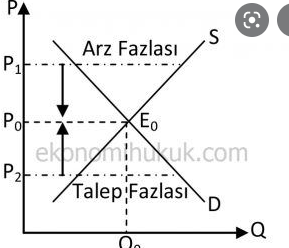 P
S
Arz Fazlası
P1
P0
E0
ekonomihukuk.com
P2
Talep Fazlası
D
Q
Q0